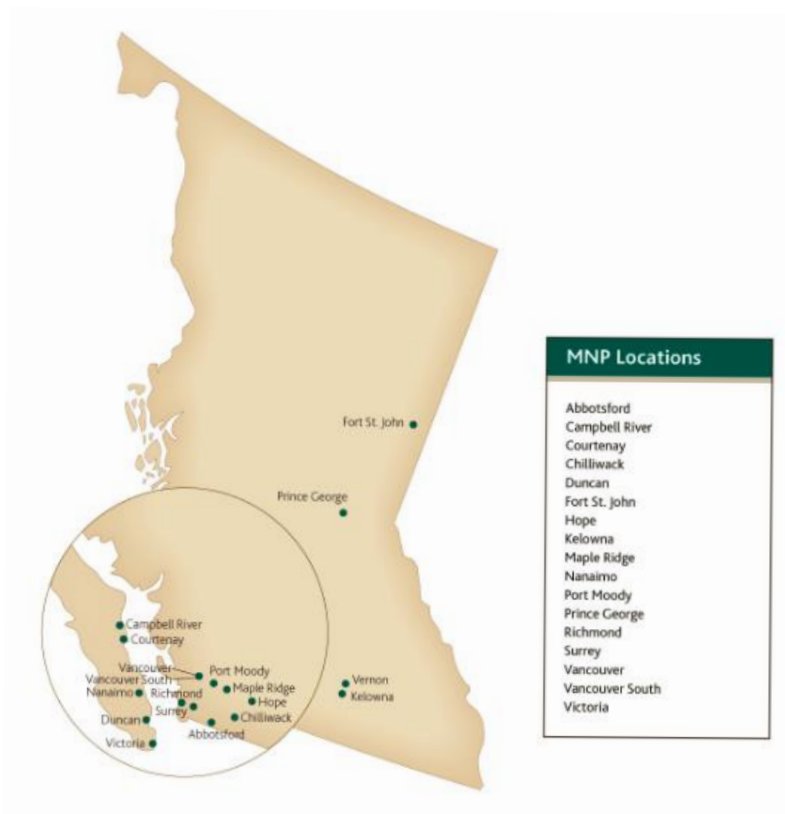 Fort St. John
Prince George
Campbell River
Courtenay
Vancouver
Vancouver South
Port Moody
Nanaimo
Richmond
Maple Ridge
Hope
Surrey
Chilliwack
Duncan
Abbotsford
Victoria
Vernon
Kelowna
MNP Locations
Abbotsford
Campbell River
Courtenay
Chilliwack
Duncan
Fort St. John
Hope
Kelowna
Maple Ridge
Nanaimo
Port Moody
Prince George
Richmond
Surrey
Vancouver
Vancouver South
Victoria